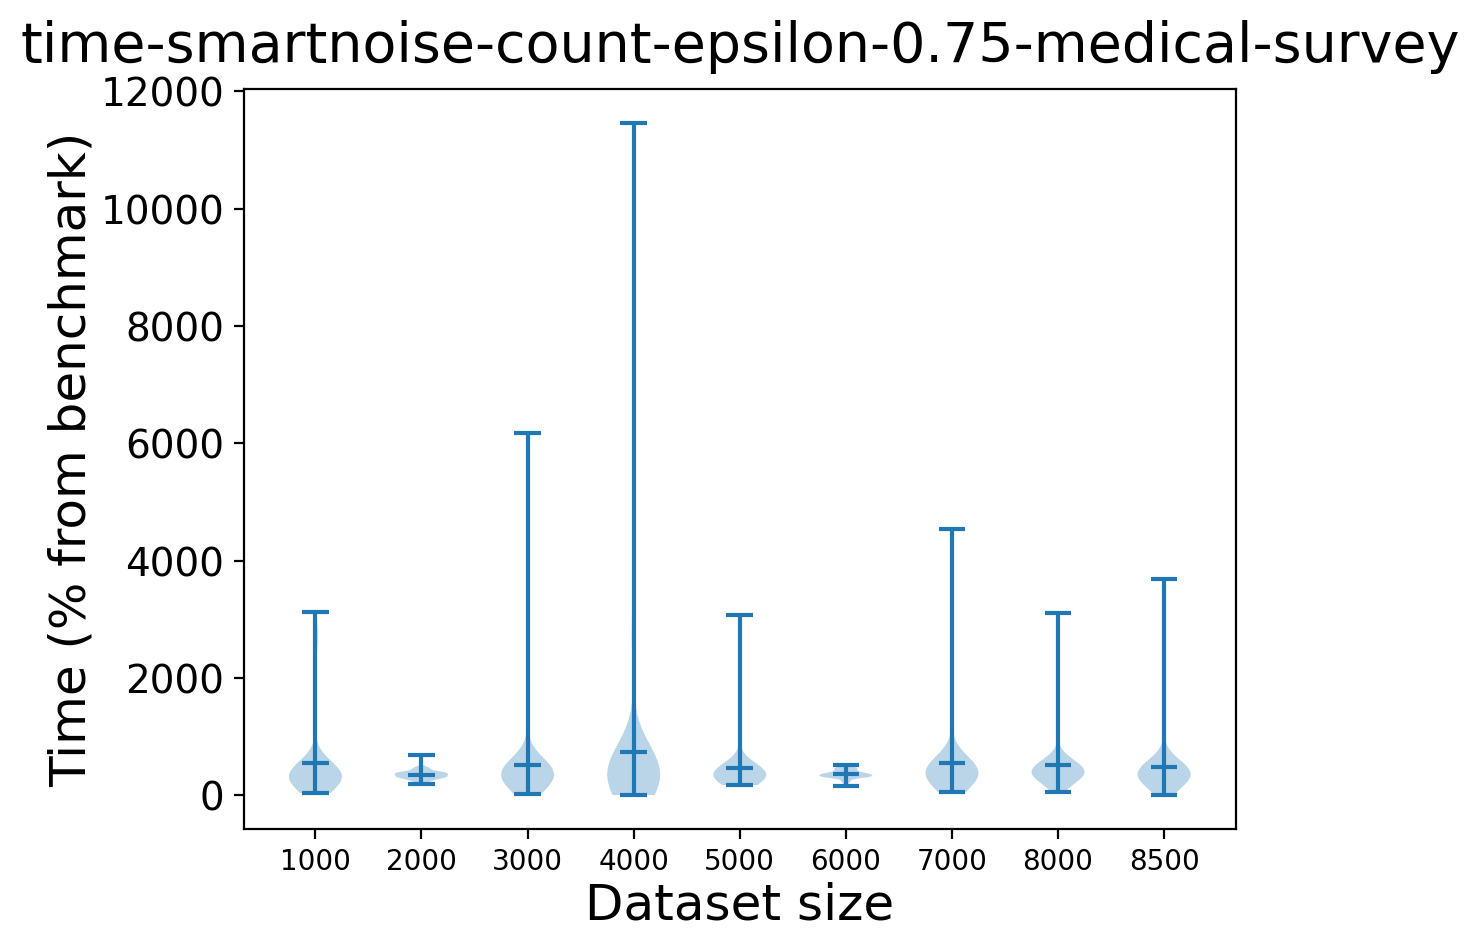 time-smartnoise-count-epsilon-0.75-medical-survey
12000
10000
8000
6000
4000
2000
0
Time (% from benchmark)
1000 2000 3000 4000 5000 6000 7000 8000 8500
Dataset size